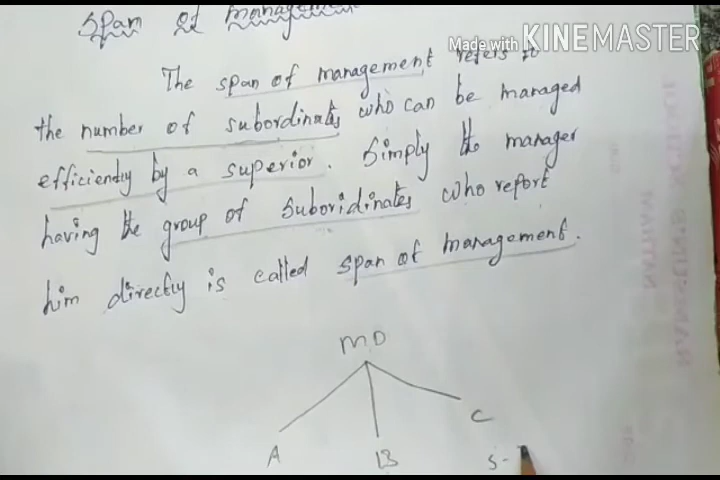 Span of management
Made with KINEMASTER
The span of management refers to
the number of subordinates who can be managed
efficiently by a superior. Simply the manager
having the group of suboridinates who report
him directly is called span of management.
MD
A B C
S-